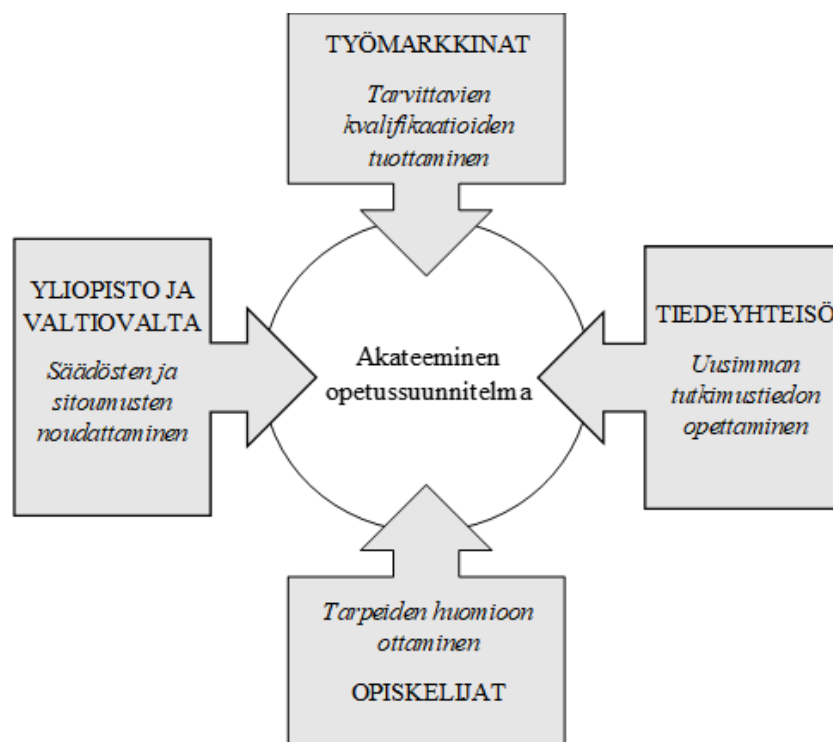 TYÖMARKKINAT
Tarvittavien
kvalifikaatioiden
tuottaminen
YLIOPISTO JA
VALTIOVALTA
Säädösten ja
sitoumusten
noudattaminen
Akateeminen
opetussuunnitelma
TIEDEYHTEISÖ
Uusimman
tutkimustiedon
opettaminen
Tarpeiden huomioon
ottaminen
OPISKELIJAT